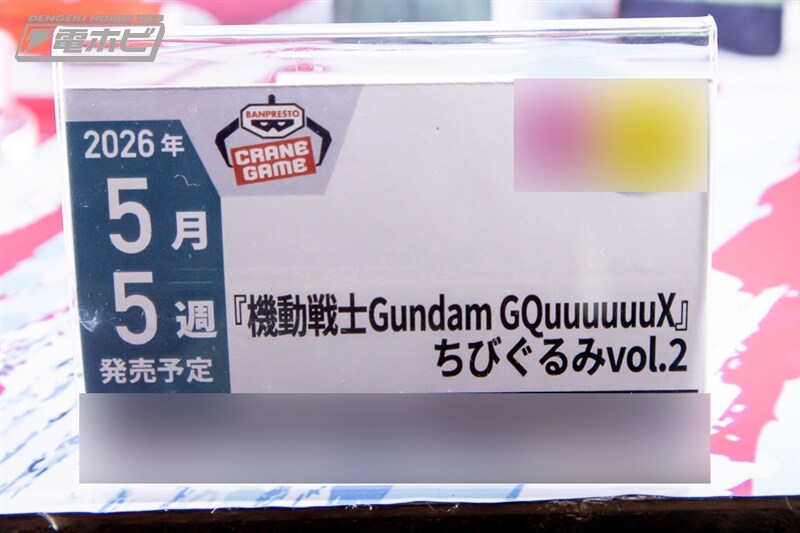 DENGEKI HOBBY WEB
電ホビ
2026年
5月
5週
発売予定
BANPRESTO
CRANE
GAME
『機動戦士Gundam GQuuuuuuX』
ちびぐるみvol.2